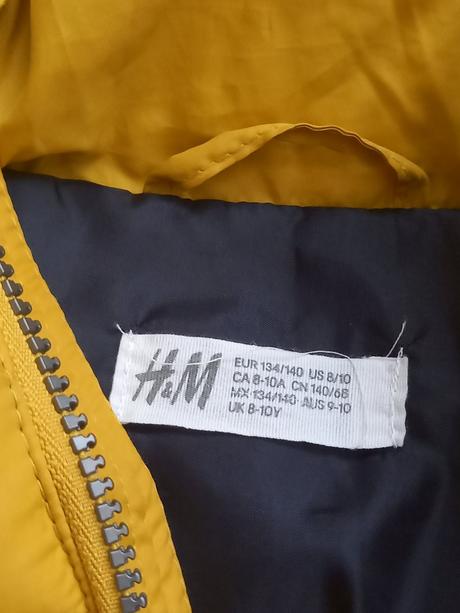 H&M
EUR 134/140 US 8/10
CA 8-10A CN 140/68
MX 134/140 AUS 9-10
UK 8-10Y